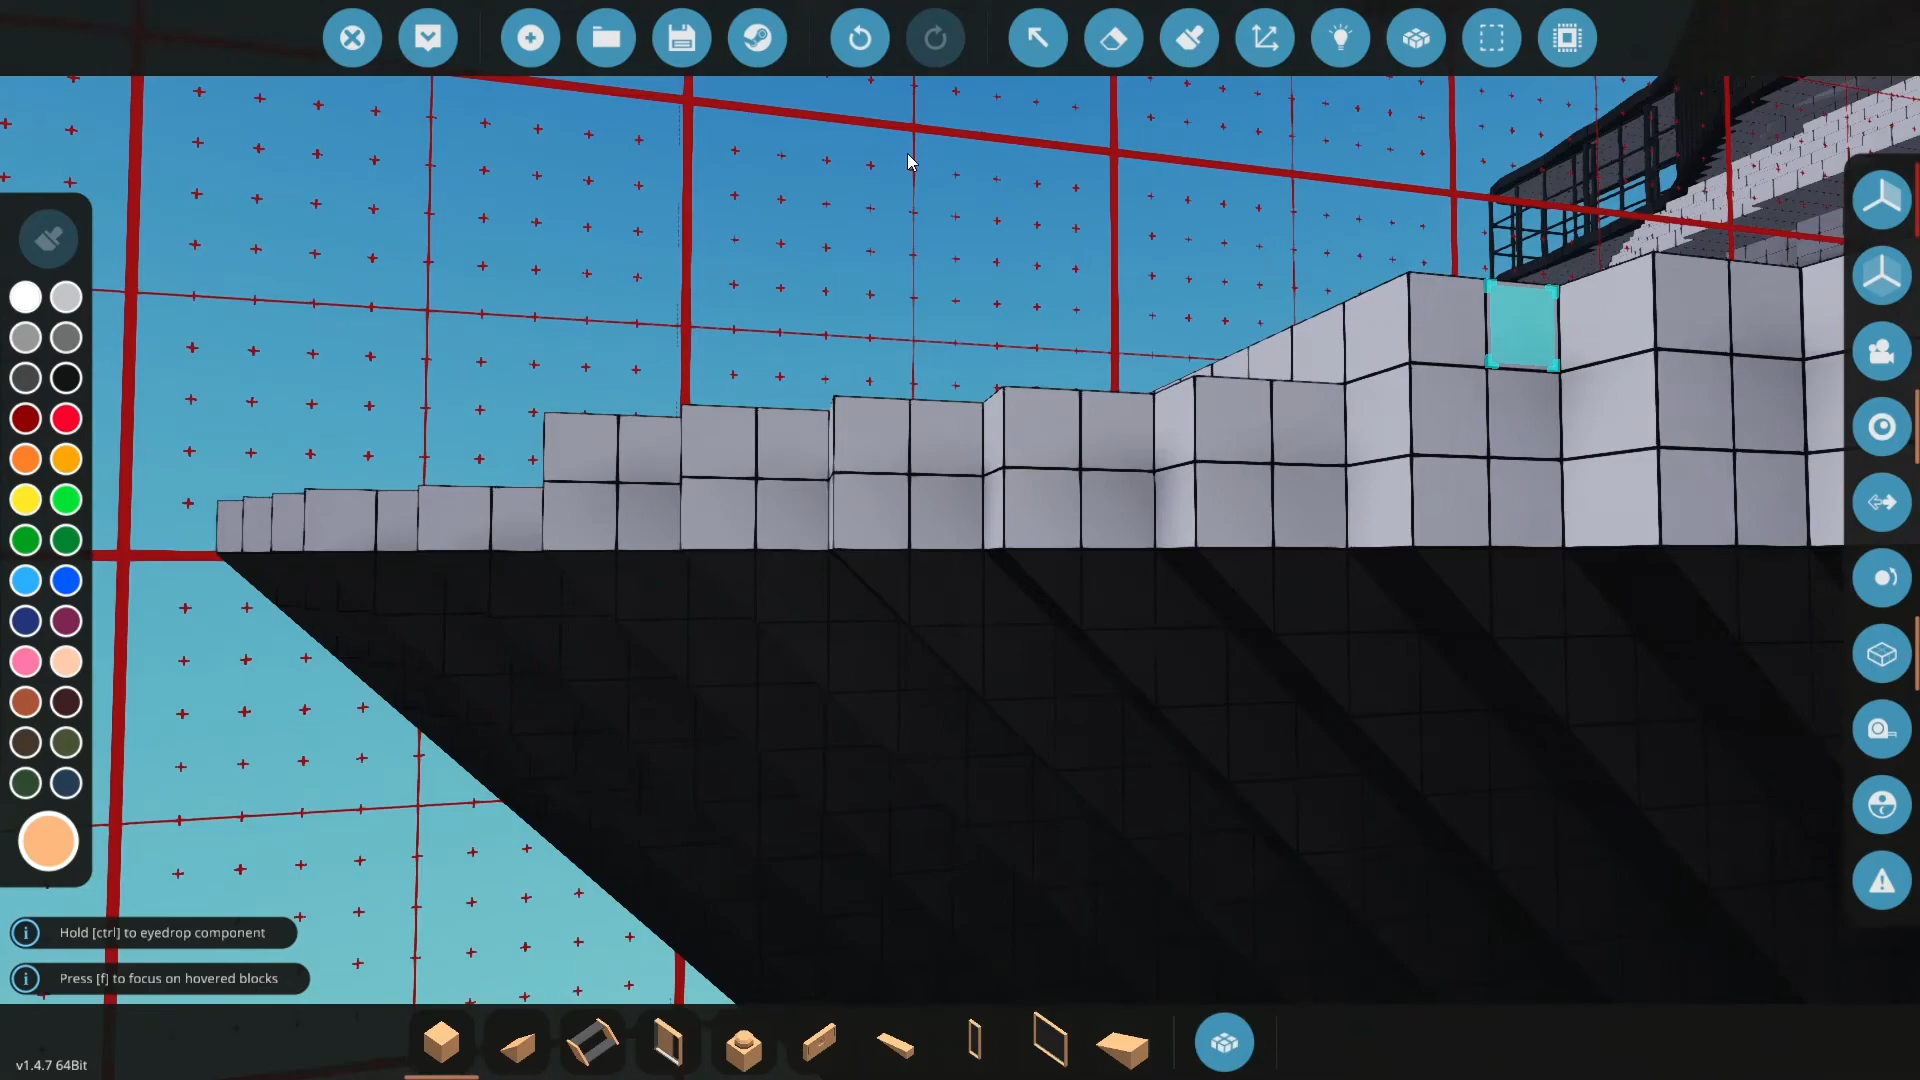 Hold [ctrl] to eyedrop component
Press [f] to focus on hovered blocks
v1.4.7 64Bit